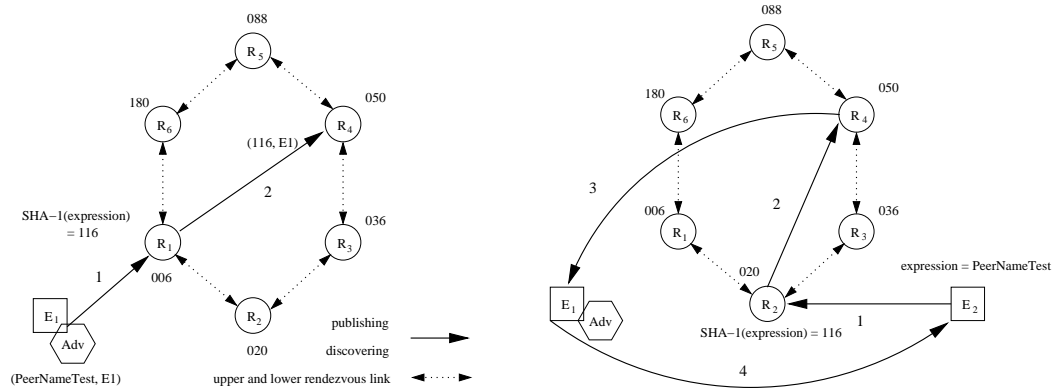 088
R5
180
R6
050
R4
(116, E1)
2
SHA−1(expression)
= 116
R1
036
R3
1
006
E1
R2
Adv
020
(PeerNameTest, E1)
publishing
discovering
upper and lower rendezvous link
088
R5
180
R6
050
R4
3
2
006
R1
036
R3
020
expression = PeerNameTest
E1
Adv
R2
1
E2
SHA−1(expression) = 116
4